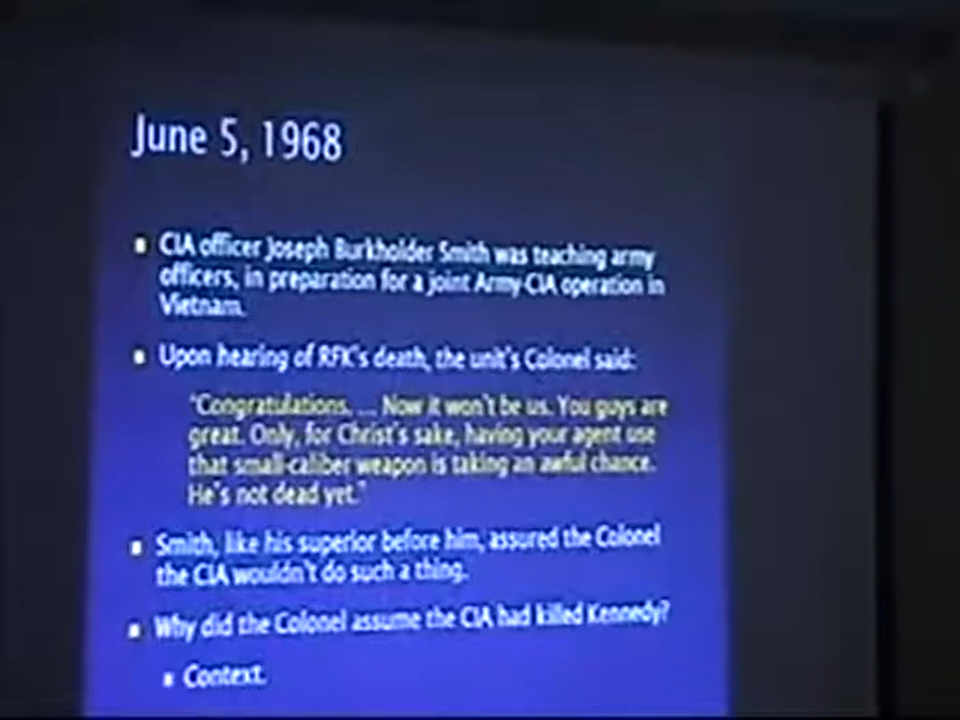 June 5, 1968
CIA officer Joseph Burkholder Smith was teaching army
officers, in preparation for a joint Army-CIA operation in
Vietnam.
Upon hearing of RFK's death, the unit's Colonel said:
"Congratulations. ... Now it won't be us. You guys are
great. Only, for Christ's sake, having your agent use
that small-caliber weapon is taking an awful chance.
He's not dead yet."
Smith, like his superior before him, assured the Colonel
the CIA wouldn't do such a thing.
Why did the Colonel assume the CIA had killed Kennedy?
Context.